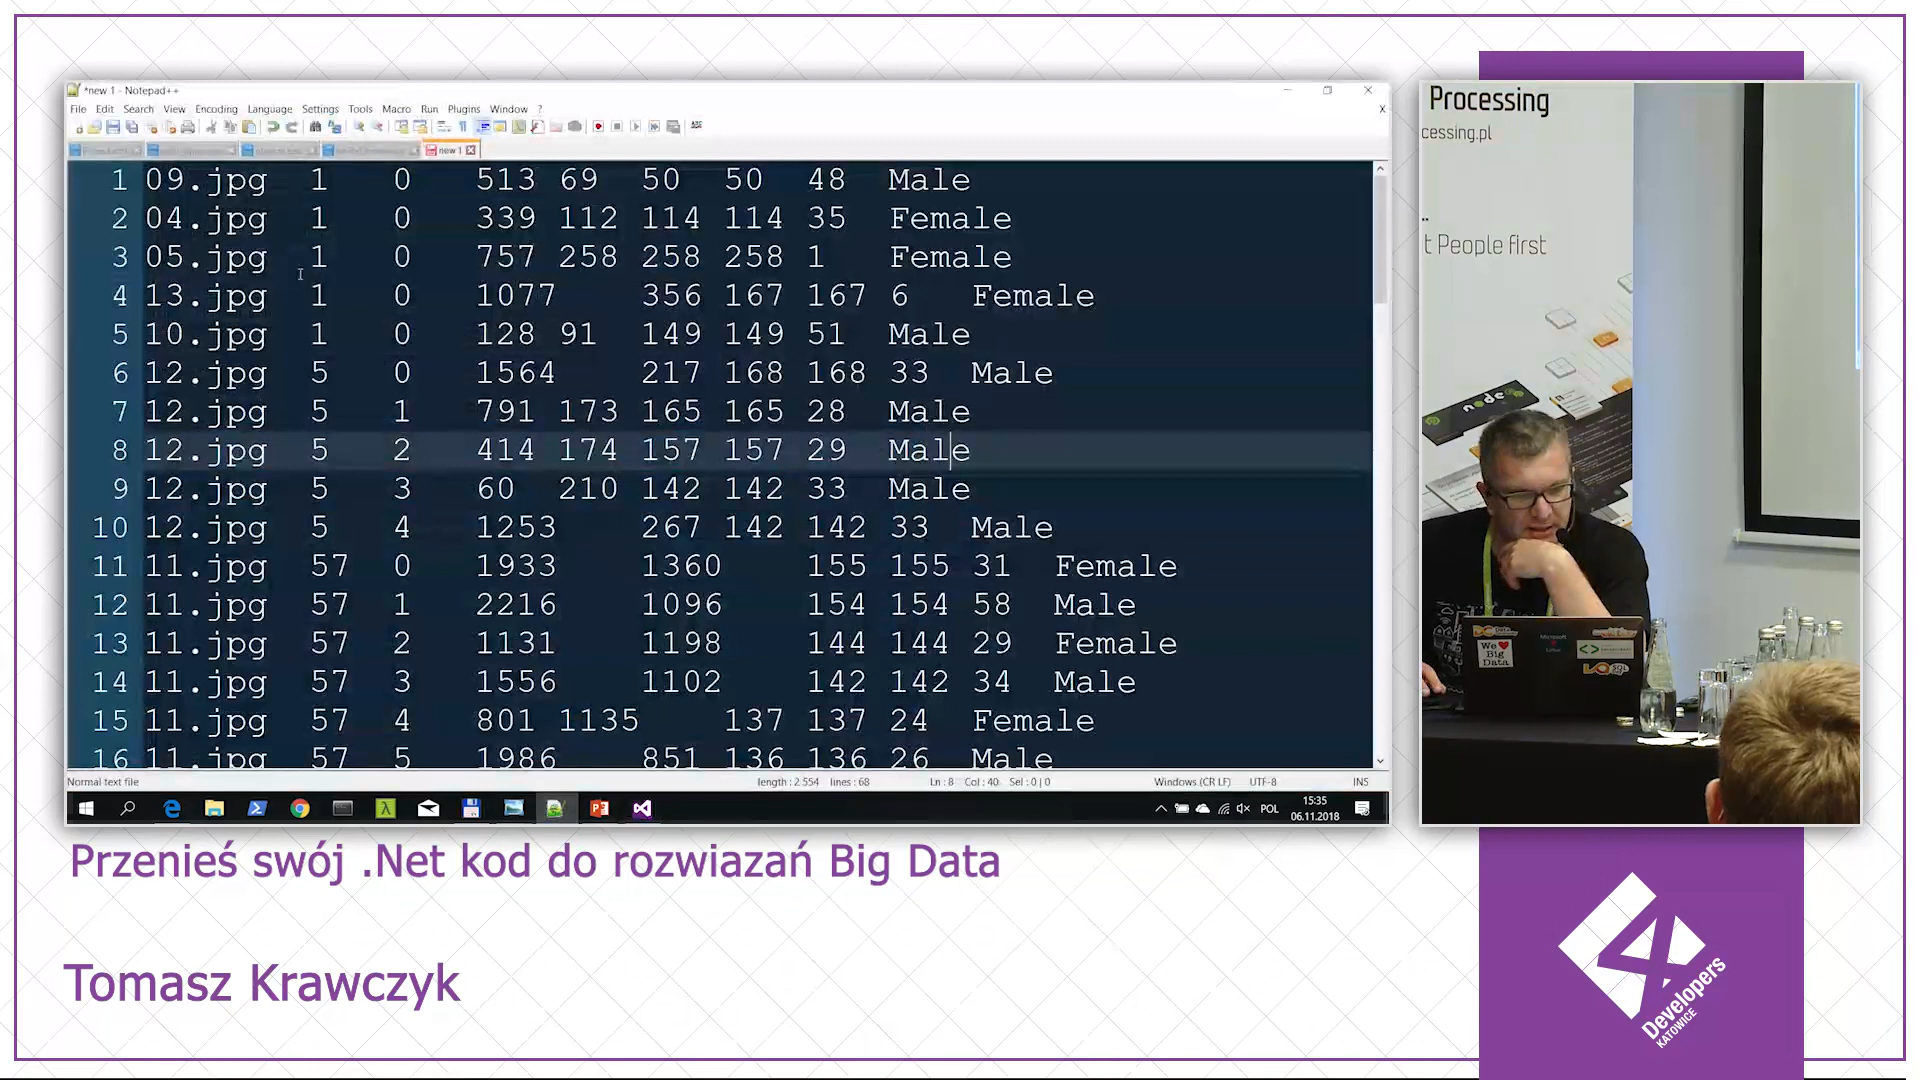 *new 1 - Notepad++
File Edit Search View Encoding Language Settings Tools Macro Run Plugins Window ?
X
new 1
1 09.jpg 1 0 513 69 50 50 48 Male
2 04.jpg 1 0 339 112 114 114 35 Female
3 05.jpg 1 0 757 258 258 258 1 Female
4 13.jpg 1 0 1077 356 167 167 6 Female
5 10.jpg 1 0 128 91 149 149 51 Male
6 12.jpg 5 0 1564 217 168 168 33 Male
7 12.jpg 5 1 791 173 165 165 28 Male
8 12.jpg 5 2 414 174 157 157 29 Male
9 12.jpg 5 3 60 210 142 142 33 Male
10 12.jpg 5 4 1253 267 142 142 33 Male
11 11.jpg 57 0 1933 1360 155 155 31 Female
12 11.jpg 57 1 2216 1096 154 154 58 Male
13 11.jpg 57 2 1131 1198 144 144 29 Female
14 11.jpg 57 3 1556 1102 142 142 34 Male
15 11.jpg 57 4 801 1135 137 137 24 Female
16 11.jpg 57 5 1986 851 136 136 26 Male
Normal text file length : 2 554 lines : 68 Ln : 8 Col : 40 Sel : 0 | 0 Windows (CR LF) UTF-8 INS
POL
15:35
06.11.2018
Processing
cessing.pl
t People first
node
We ♥
Big
Data
Microsoft
Linux
SQL
Przenieś swój .Net kod do rozwiazań Big Data
Tomasz Krawczyk
4
Developers
KATOWICE